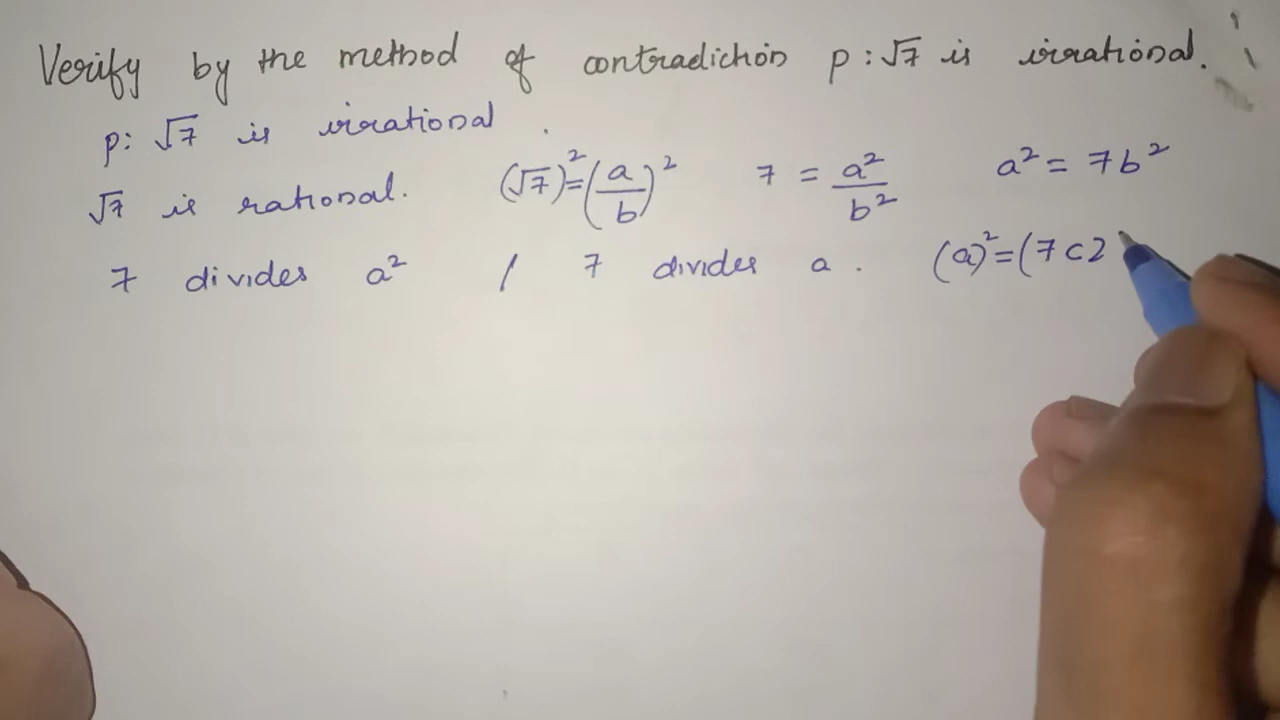 Verify by the method of contradiction p : √7 is irrational.
p: √7 is irrational .
√7 is rational. (√7)² = (a/b)² 7 = a²/b² a² = 7b²
7 divides a² / 7 divides a . (a)² = (7c)